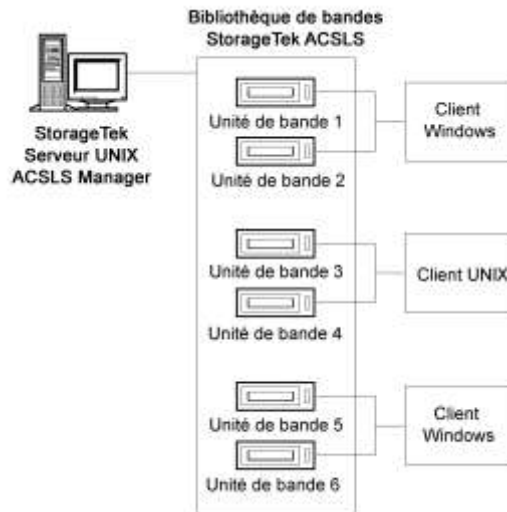 Bibliothèque de bandes
StorageTek ACSLS
StorageTek
Serveur UNIX
ACSLS Manager
Unité de bande 1
Unité de bande 2
Client
Windows
Unité de bande 3
Unité de bande 4
Client UNIX
Unité de bande 5
Unité de bande 6
Client
Windows